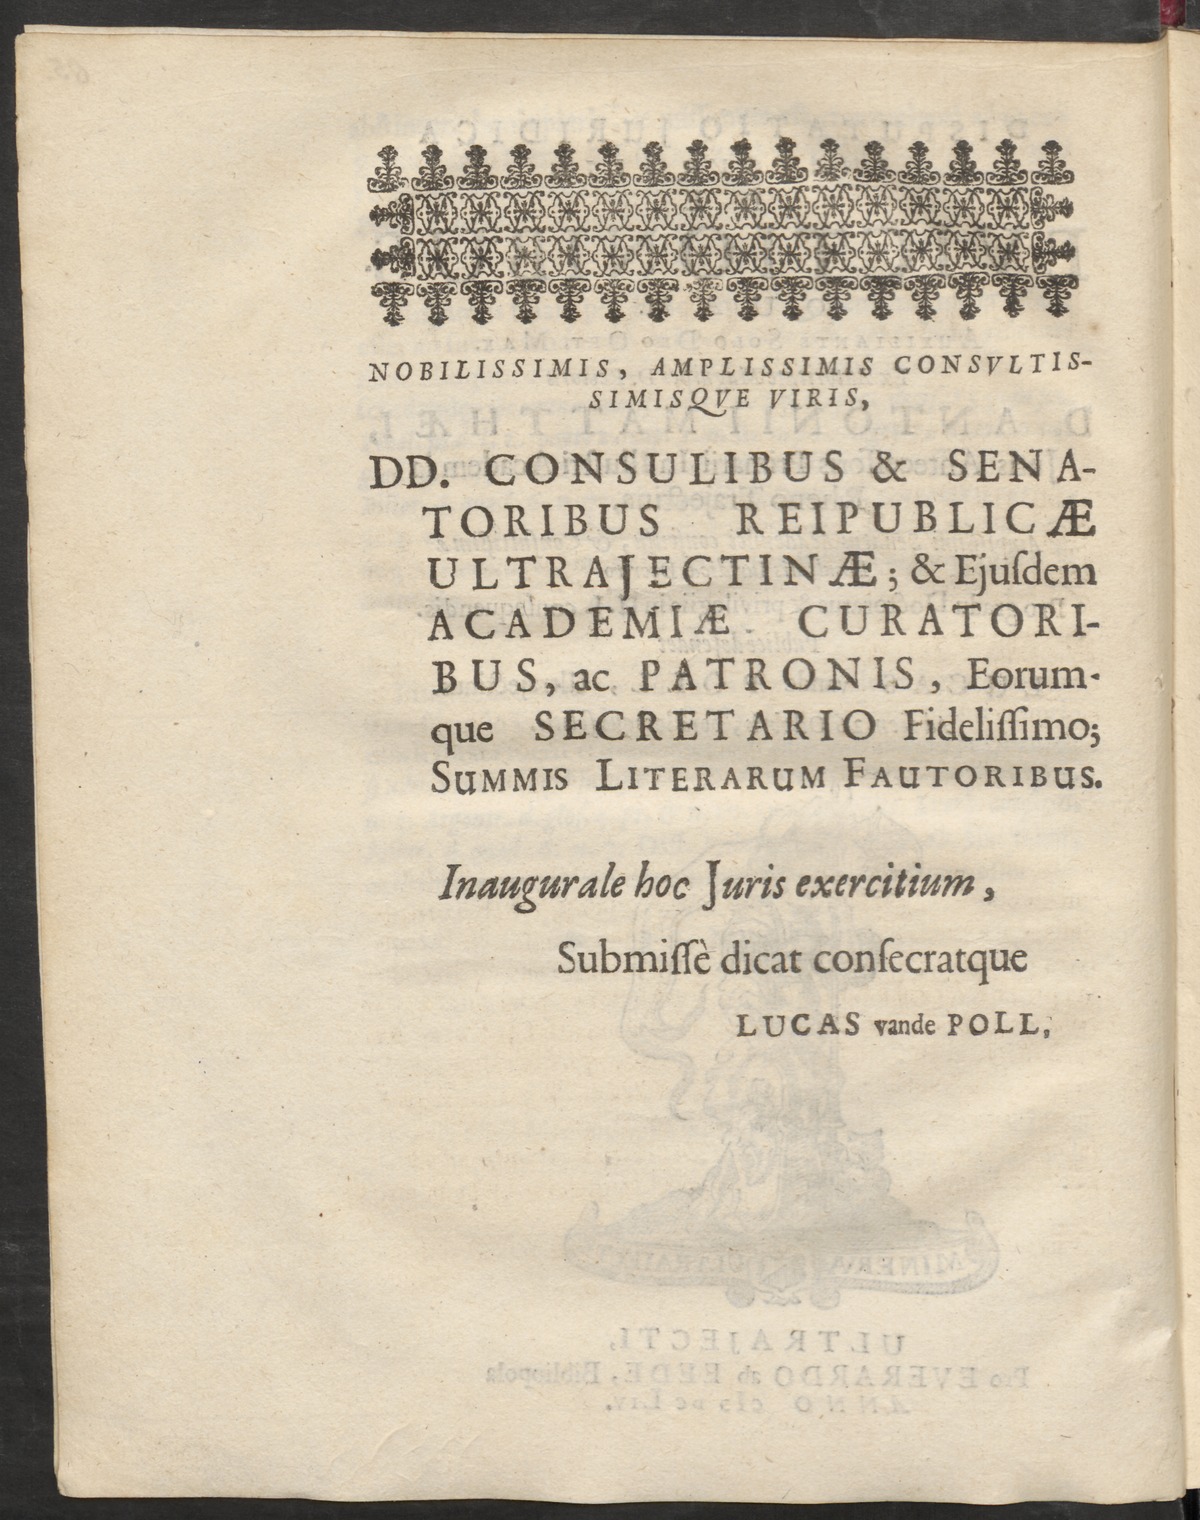 NOBILISSIMIS, AMPLISSIMIS CONSVLTIS-
SIMISQVE VIRIS,
DD. CONSULIBUS & SENA-
TORIBUS REIPUBLICÆ
ULTRAJECTINÆ; & Ejuſdem
ACADEMIÆ CURATORI-
BUS, ac PATRONIS, Eorum-
que SECRETARIO Fideliſſimo;
SUMMIS LITERARUM FAUTORIBUS.
Inaugurale hoc Juris exercitium,
Submiſſè dicat conſecratque
LUCAS vande POLL,